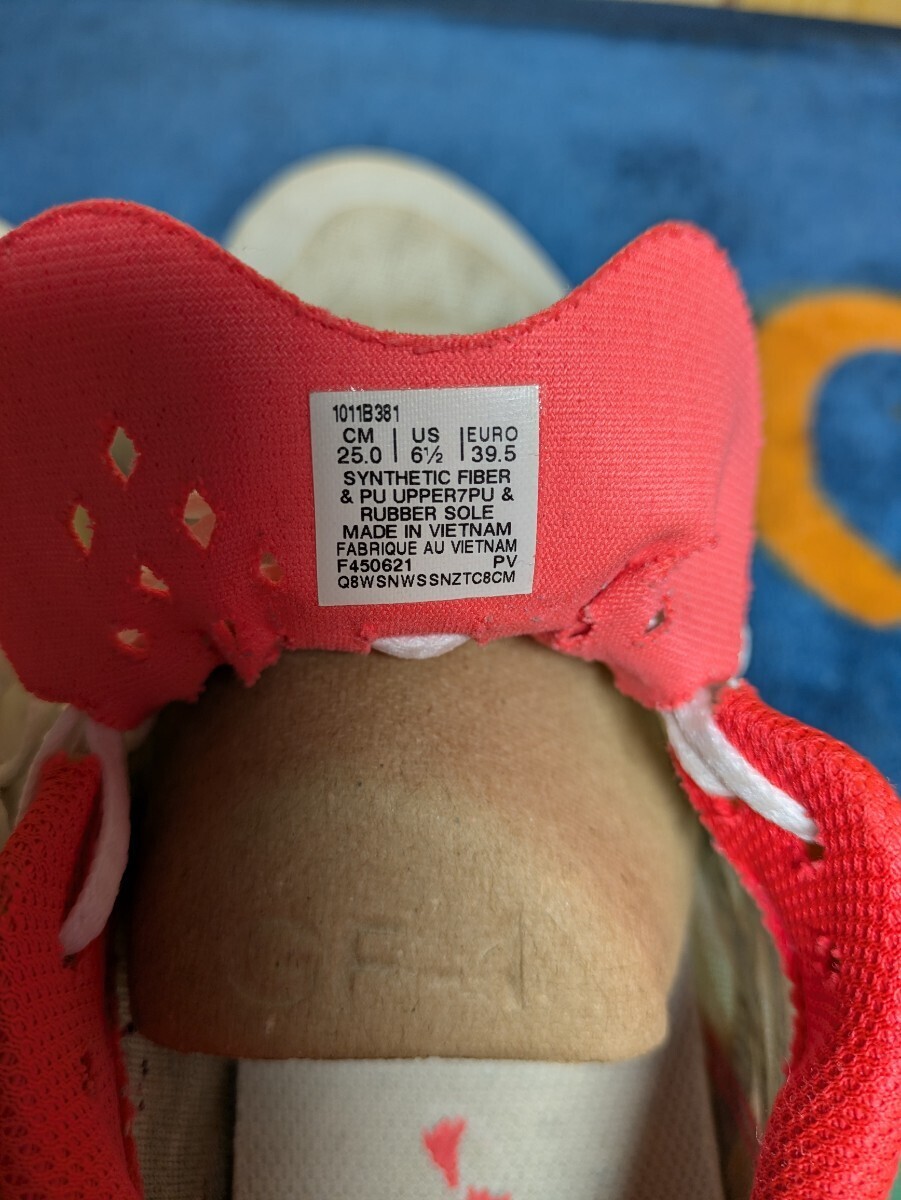 1011B381
CM | US | EURO
25.0 | 6½ | 39.5
SYNTHETIC FIBER
& PU UPPER7PU &
RUBBER SOLE
MADE IN VIETNAM
FABRIQUE AU VIETNAM
F450621 PV
Q8WSNWSSNZTC8CM